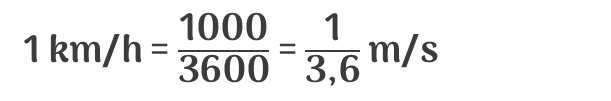 1 km/h = 1000/3600 = 1/3,6 m/s